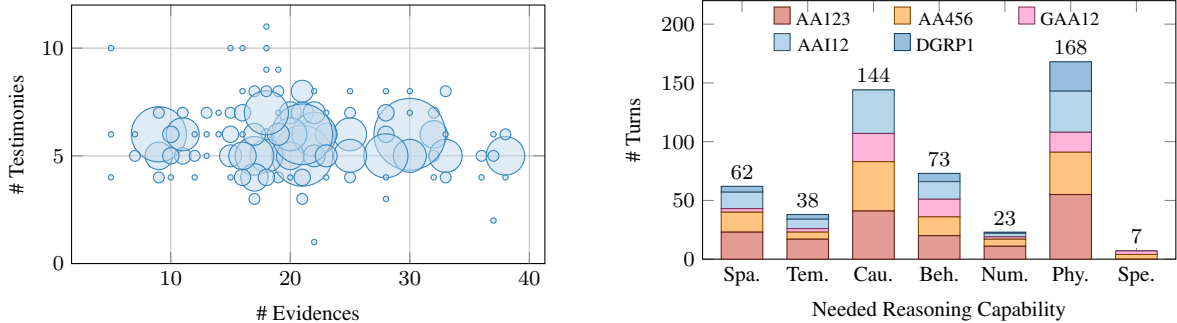 10
5
0
# Testimonies
10 20 30 40
# Evidences
200
150
100
50
0
# Turns
AA123 AA456 GAA12
AAI12 DGRP1
62 38 144 73 23 168 7
Spa. Tem. Cau. Beh. Num. Phy. Spe.
Needed Reasoning Capability